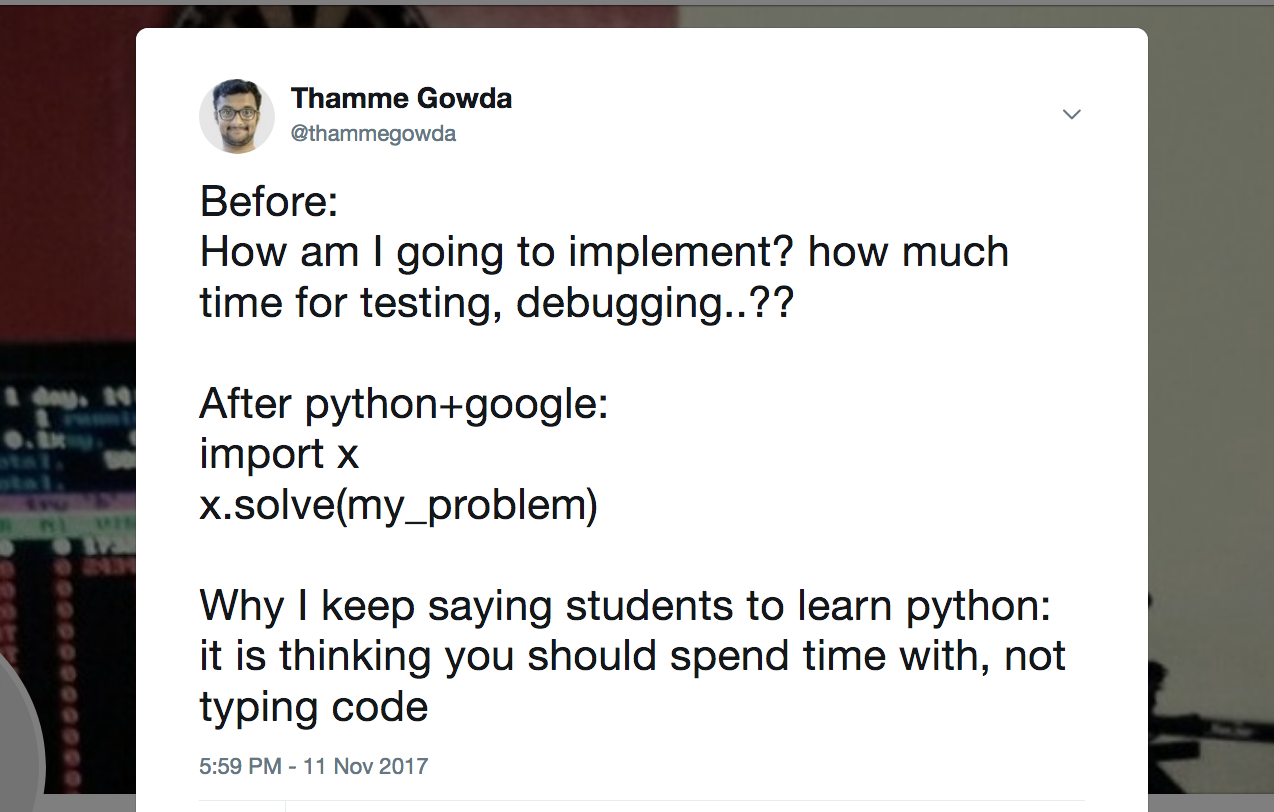 Thamme Gowda
@thammegowda
Before:
How am I going to implement? how much
time for testing, debugging..??
After python+google:
import x
x.solve(my_problem)
Why I keep saying students to learn python:
it is thinking you should spend time with, not
typing code
5:59 PM - 11 Nov 2017